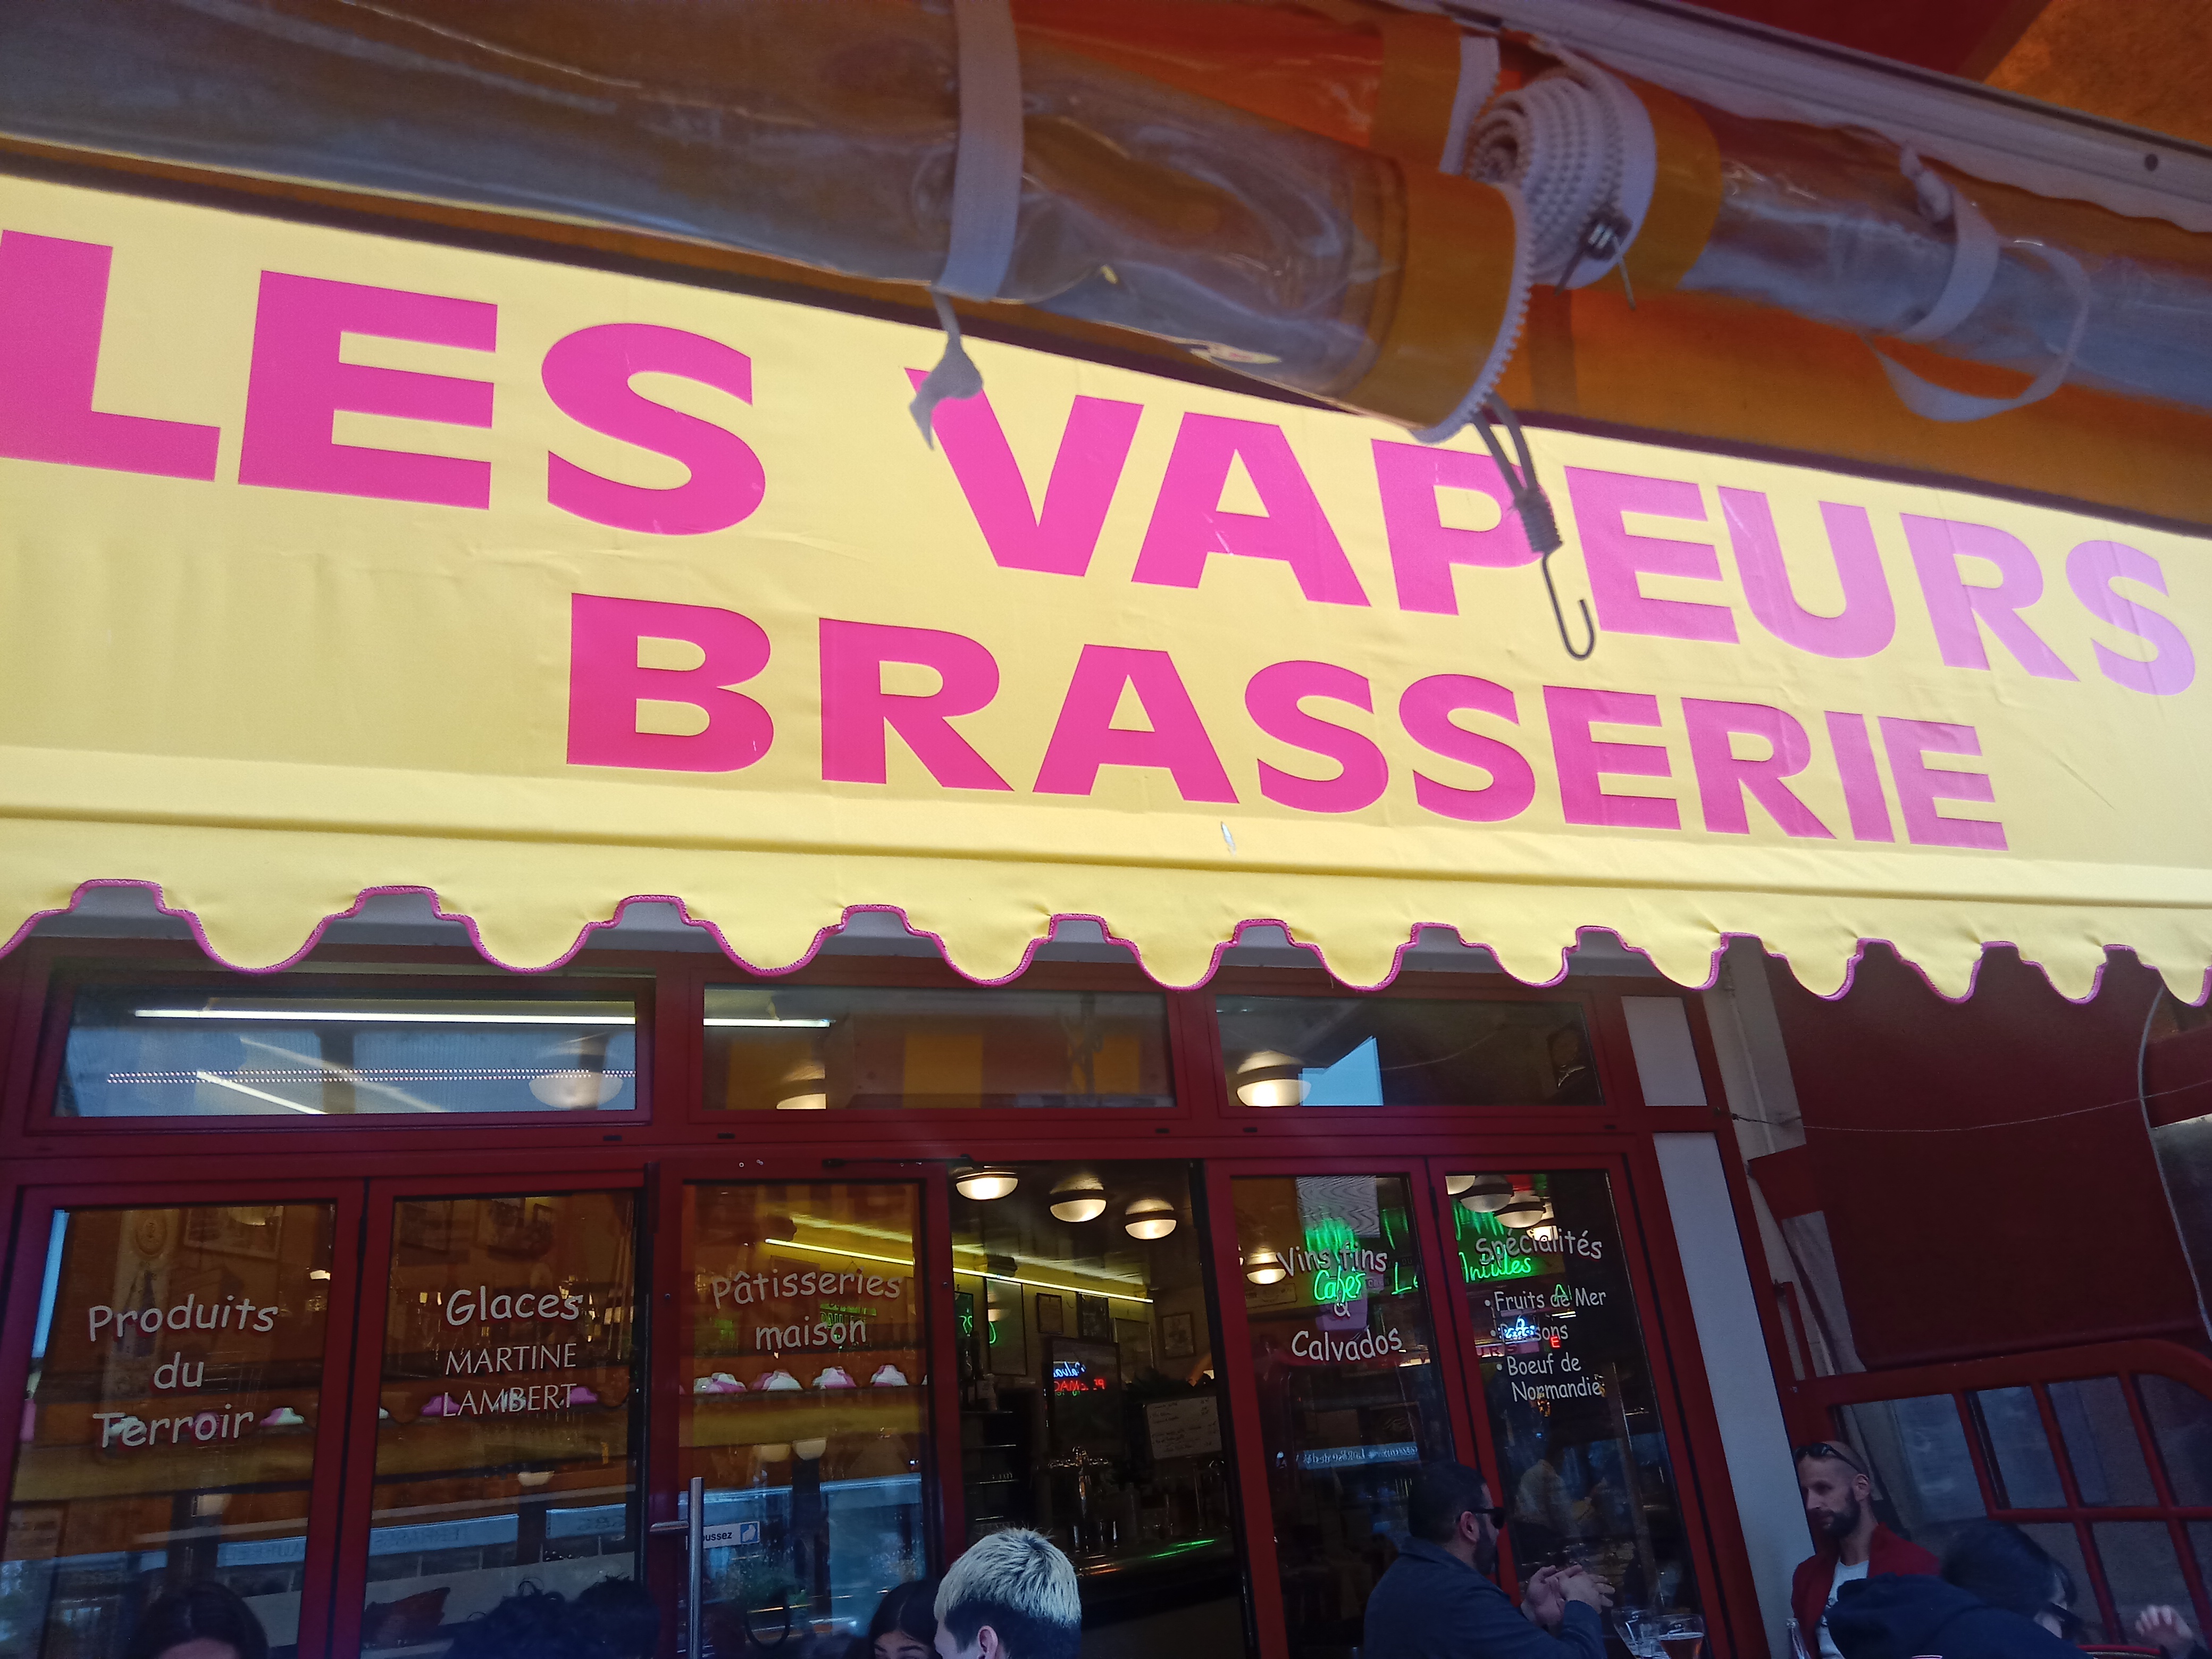 LES VAPEURS
BRASSERIE
Produits
du
Terroir
Glaces
MARTINE
LAMBERT
Pâtisseries
maison
Vins fins
&
Calvados
Spécialités
• Fruits de Mer
• Boeuf de
Normandie